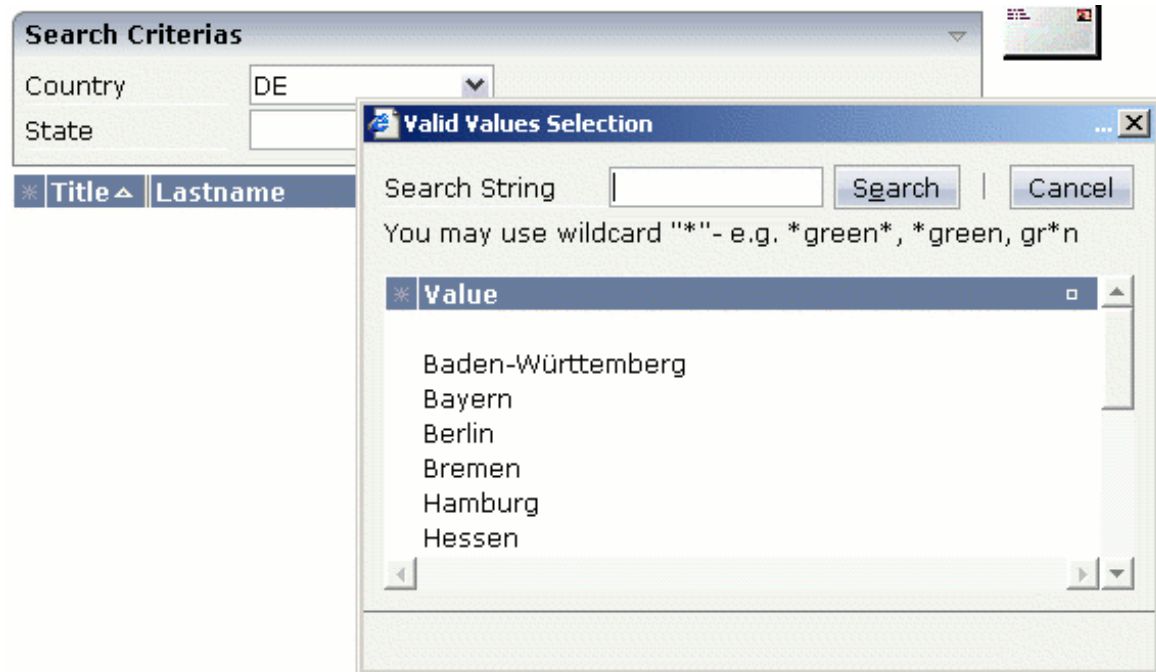 Search Criterias
Country DE
State
Title Lastname
Valid Values Selection ...
Search String Search | Cancel
You may use wildcard "*"- e.g. *green*, *green, gr*n
Value
Baden-Württemberg
Bayern
Berlin
Bremen
Hamburg
Hessen